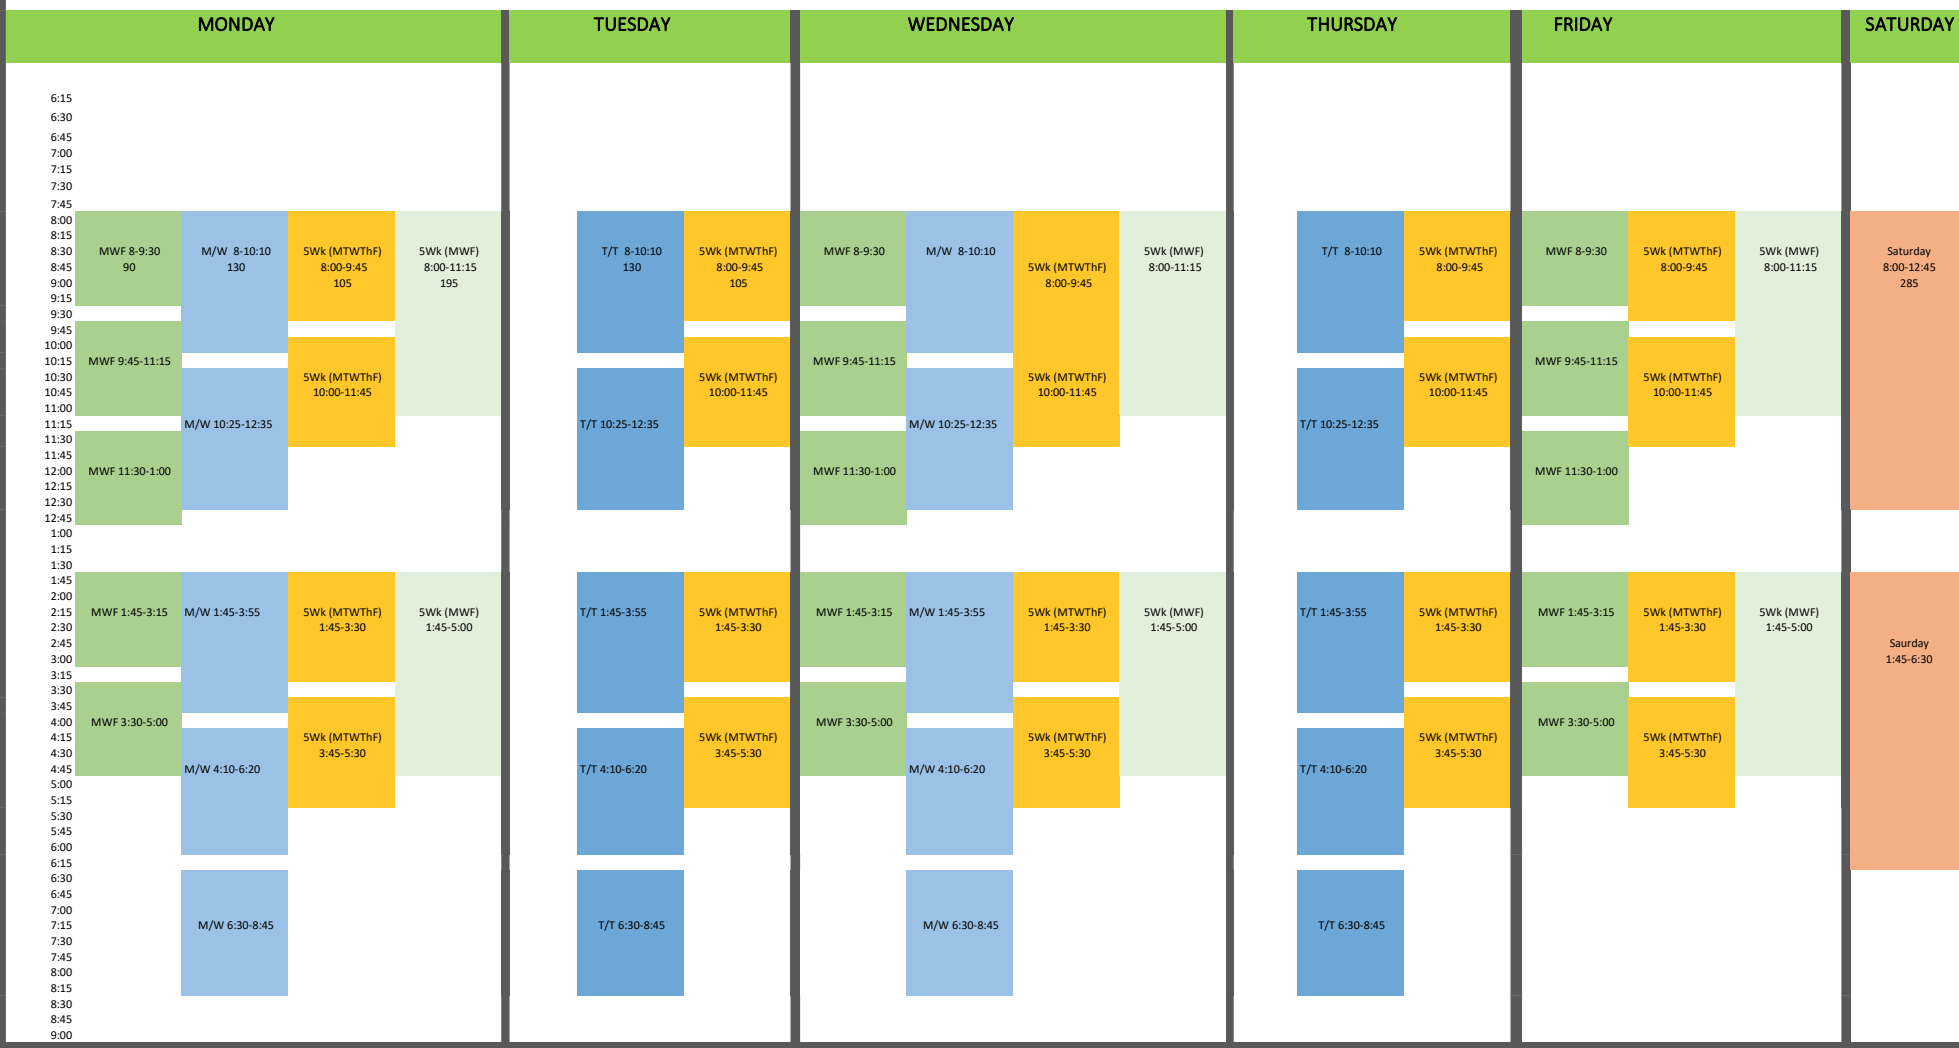 MONDAY
TUESDAY
WEDNESDAY
THURSDAY
FRIDAY
SATURDAY
6:15
6:30
6:45
7:00
7:15
7:30
7:45
8:00
8:15
8:30
8:45
9:00
9:15
9:30
9:45
10:00
10:15
10:30
10:45
11:00
11:15
11:30
11:45
12:00
12:15
12:30
12:45
1:00
1:15
1:30
1:45
2:00
2:15
2:30
2:45
3:00
3:15
3:30
3:45
4:00
4:15
4:30
4:45
5:00
5:15
5:30
5:45
6:00
6:15
6:30
6:45
7:00
7:15
7:30
7:45
8:00
8:15
8:30
8:45
9:00
MWF 8-9:30
90
MWF 9:45-11:15
MWF 11:30-1:00
MWF 1:45-3:15
MWF 3:30-5:00
M/W 8-10:10
130
M/W 10:25-12:35
M/W 1:45-3:55
M/W 4:10-6:20
M/W 6:30-8:45
5Wk (MTWThF)
8:00-9:45
105
5Wk (MTWThF)
10:00-11:45
5Wk (MTWThF)
1:45-3:30
5Wk (MTWThF)
3:45-5:30
5Wk (MWF)
8:00-11:15
195
5Wk (MWF)
1:45-5:00
T/T 8-10:10
130
T/T 10:25-12:35
T/T 1:45-3:55
T/T 4:10-6:20
T/T 6:30-8:45
5Wk (MTWThF)
8:00-9:45
105
5Wk (MTWThF)
10:00-11:45
5Wk (MTWThF)
1:45-3:30
5Wk (MTWThF)
3:45-5:30
MWF 8-9:30
MWF 9:45-11:15
MWF 11:30-1:00
MWF 1:45-3:15
MWF 3:30-5:00
M/W 8-10:10
M/W 10:25-12:35
M/W 1:45-3:55
M/W 4:10-6:20
M/W 6:30-8:45
5Wk (MTWThF)
8:00-9:45
5Wk (MTWThF)
10:00-11:45
5Wk (MTWThF)
1:45-3:30
5Wk (MTWThF)
3:45-5:30
5Wk (MWF)
8:00-11:15
5Wk (MWF)
1:45-5:00
T/T 8-10:10
T/T 10:25-12:35
T/T 1:45-3:55
T/T 4:10-6:20
T/T 6:30-8:45
5Wk (MTWThF)
8:00-9:45
5Wk (MTWThF)
10:00-11:45
5Wk (MTWThF)
1:45-3:30
5Wk (MTWThF)
3:45-5:30
MWF 8-9:30
MWF 9:45-11:15
MWF 11:30-1:00
MWF 1:45-3:15
MWF 3:30-5:00
5Wk (MTWThF)
8:00-9:45
5Wk (MTWThF)
10:00-11:45
5Wk (MTWThF)
1:45-3:30
5Wk (MTWThF)
3:45-5:30
5Wk (MWF)
8:00-11:15
5Wk (MWF)
1:45-5:00
Saturday
8:00-12:45
285
Saurday
1:45-6:30